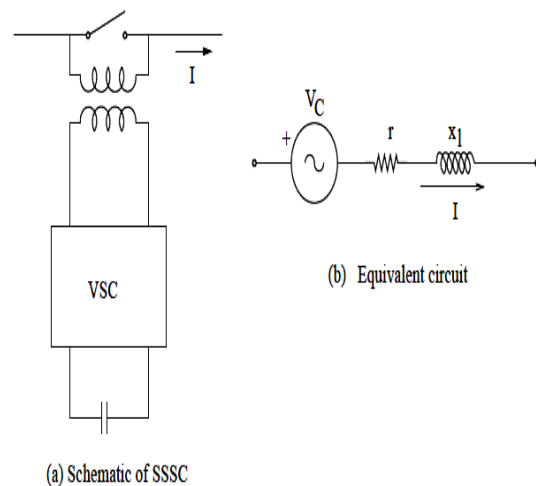 I
VSC
(a) Schematic of SSSC
V_C
+
r
x_1
I
(b) Equivalent circuit